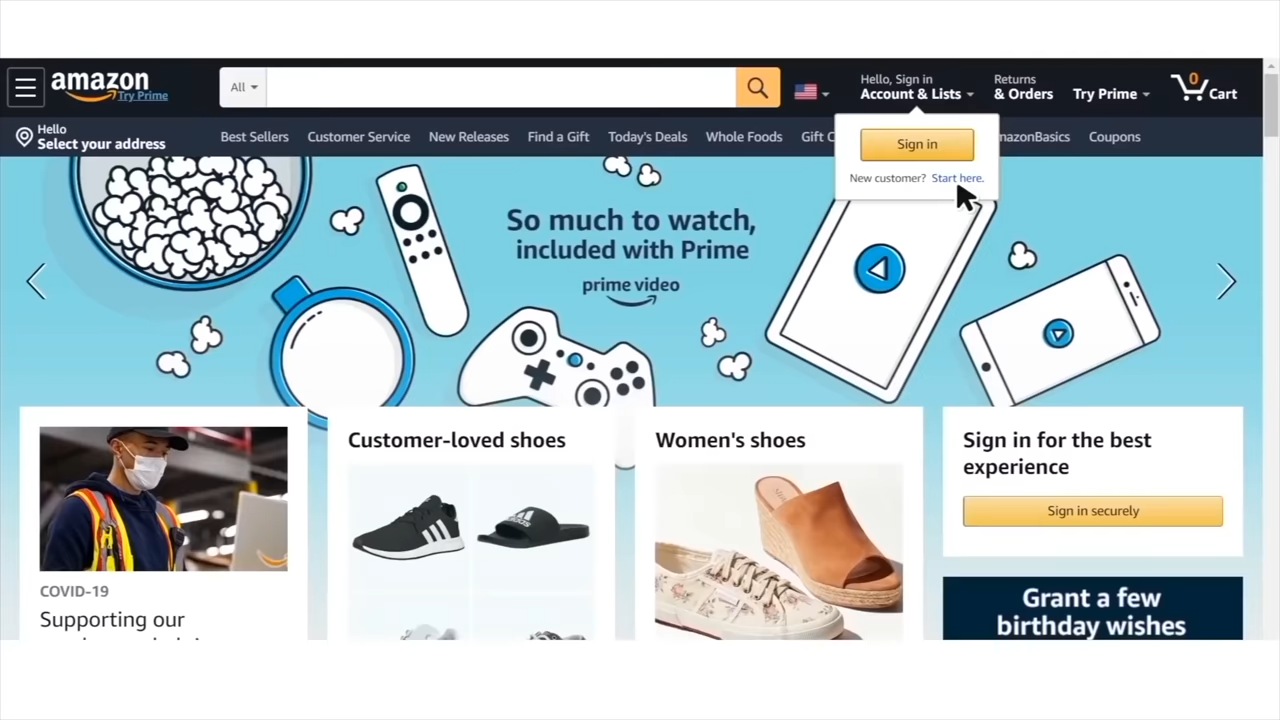 amazon
Try Prime
All
Hello, Sign in
Account & Lists
Returns
& Orders
Try Prime
0
Cart
Hello
Select your address
Best Sellers
Customer Service
New Releases
Find a Gift
Today's Deals
Whole Foods
Gift C
mazonBasics
Coupons
Sign in
New customer? Start here.
So much to watch,
included with Prime
prime video
COVID-19
Supporting our
Customer-loved shoes
adidas
Women's shoes
Sign in for the best
experience
Sign in securely
Grant a few
birthday wishes